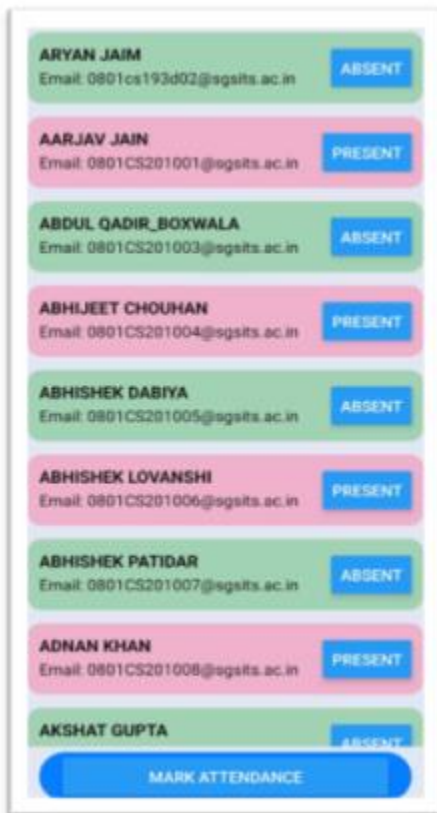 ARYAN JAIM
Email: 0801cs193d02@sgsits.ac.in
ABSENT
AARJAV JAIN
Email: 0801CS201001@sgsits.ac.in
PRESENT
ABDUL QADIR_BOXWALA
Email: 0801CS201003@sgsits.ac.in
ABSENT
ABHIJEET CHOUHAN
Email: 0801CS201004@sgsits.ac.in
PRESENT
ABHISHEK DABIYA
Email: 0801CS201005@sgsits.ac.in
ABSENT
ABHISHEK LOVANSHI
Email: 0801CS201006@sgsits.ac.in
PRESENT
ABHISHEK PATIDAR
Email: 0801CS201007@sgsits.ac.in
ABSENT
ADNAN KHAN
Email: 0801CS201008@sgsits.ac.in
PRESENT
AKSHAT GUPTA
ABSENT
MARK ATTENDANCE